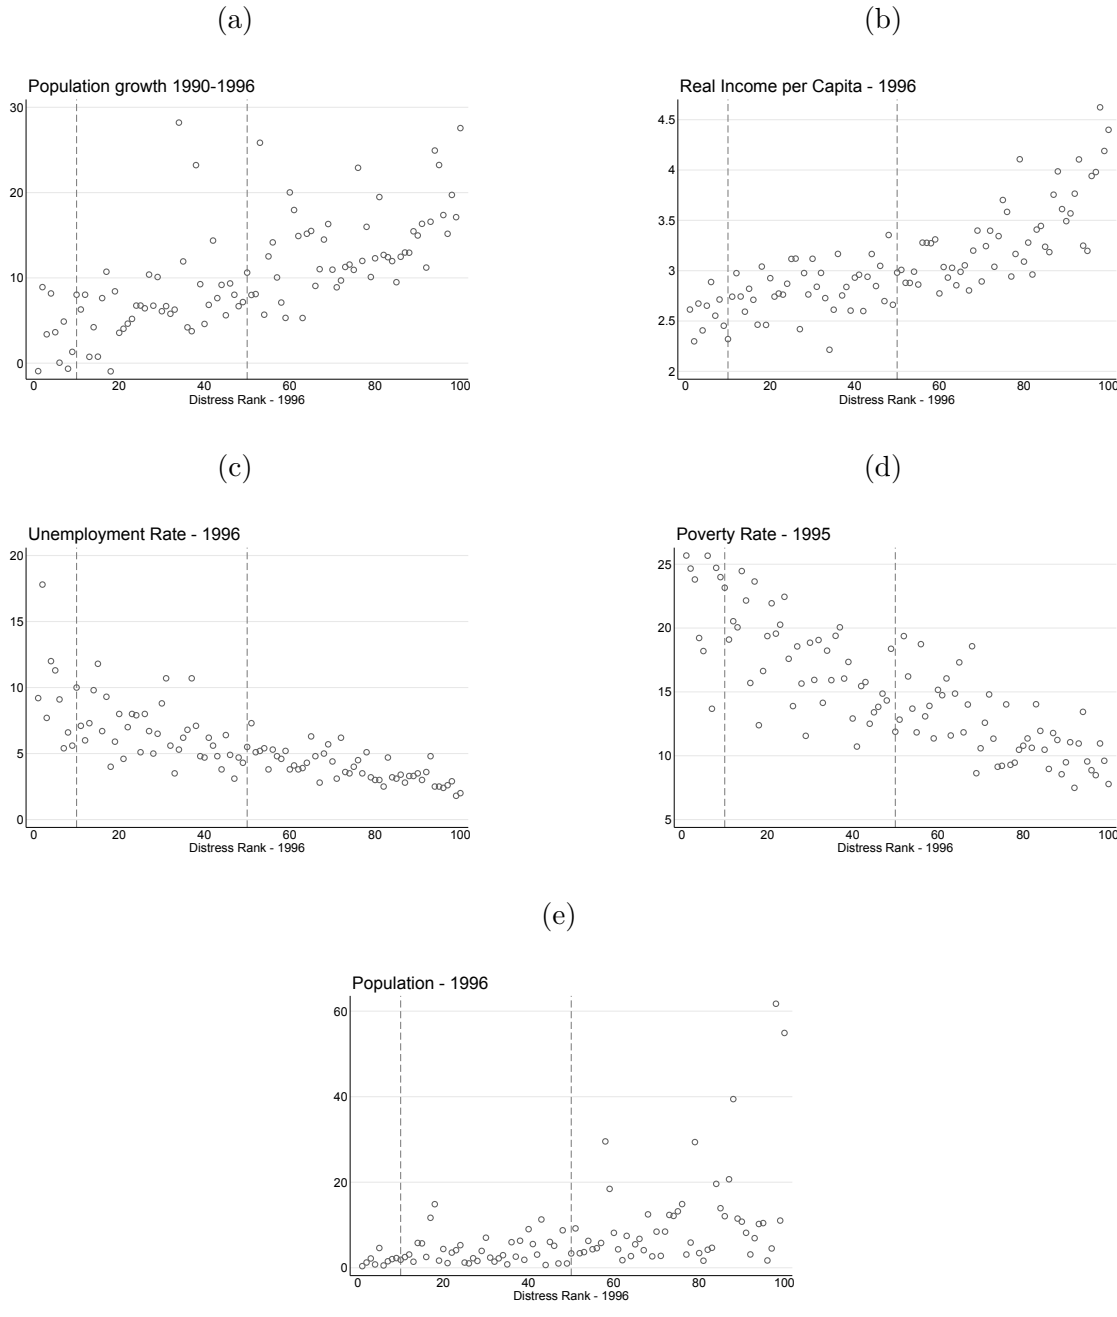 (a)
(b)
Population growth 1990-1996
30
20
10
0
0 20 40 60 80 100
Distress Rank - 1996
Real Income per Capita - 1996
4.5
4
3.5
3
2.5
2
0 20 40 60 80 100
Distress Rank - 1996
(c)
(d)
Unemployment Rate - 1996
20
15
10
5
0
0 20 40 60 80 100
Distress Rank - 1996
Poverty Rate - 1995
25
20
15
10
5
0 20 40 60 80 100
Distress Rank - 1996
(e)
Population - 1996
60
40
20
0
0 20 40 60 80 100
Distress Rank - 1996